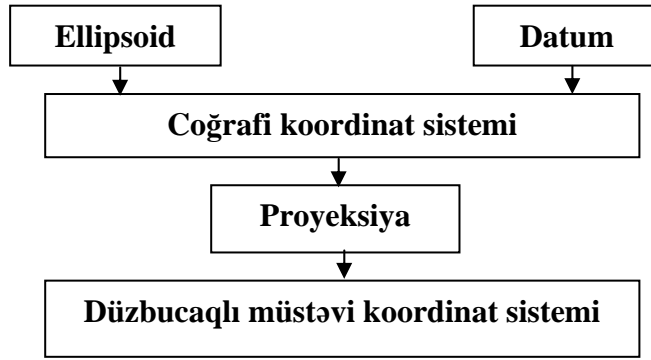 Ellipsoid
Datum
Coğrafi koordinat sistemi
Proyeksiya
Düzbucaqlı müstəvi koordinat sistemi